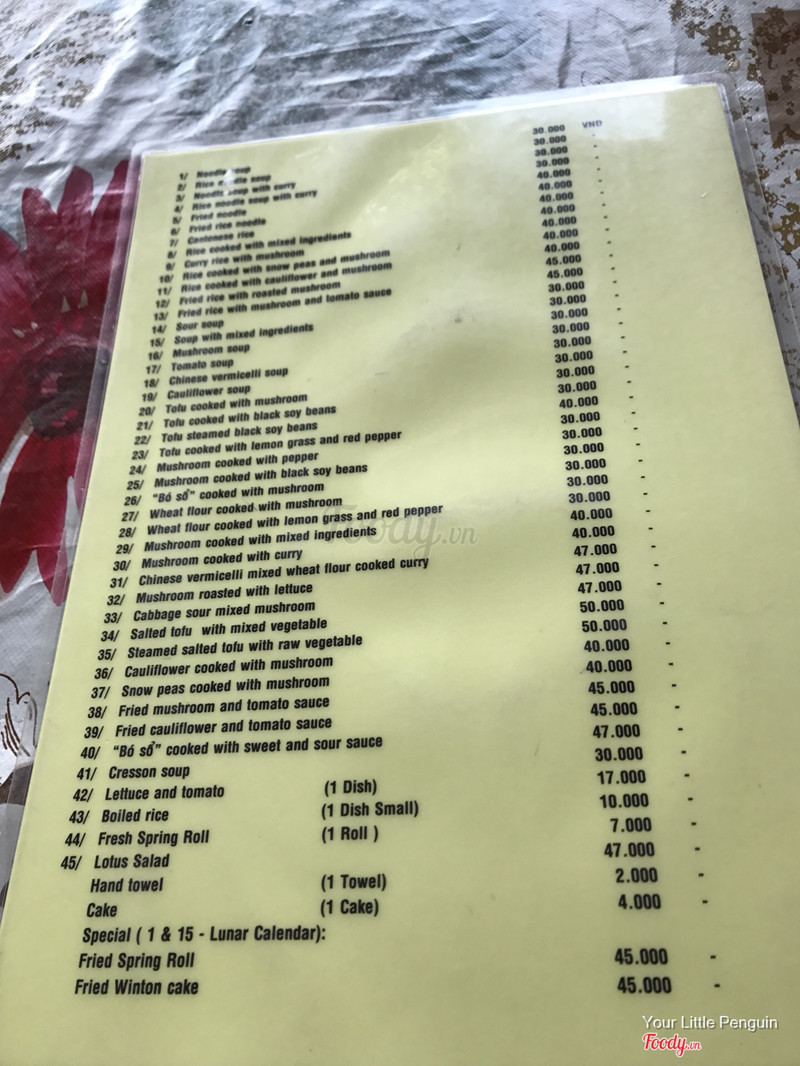 1/ Noodle soup 30.000 VND
2/ Rice noodle soup 30.000 -
3/ Noodle soup with curry 30.000 -
4/ Rice noodle soup with curry 30.000 -
5/ Fried noodle 40.000 -
6/ Fried rice noodle 40.000 -
7/ Cantonese rice 40.000 -
8/ Rice cooked with mixed ingredients 40.000 -
9/ Curry rice with mushroom 40.000 -
10/ Rice cooked with snow peas and mushroom 40.000 -
11/ Rice cooked with cauliflower and mushroom 40.000 -
12/ Fried rice with roasted mushroom 45.000 -
13/ Fried rice with mushroom and tomato sauce 45.000 -
14/ Sour soup 30.000 -
15/ Soup with mixed ingredients 30.000 -
16/ Mushroom soup 30.000 -
17/ Tomato soup 30.000 -
18/ Chinese vermicelli soup 30.000 -
19/ Cauliflower soup 30.000 -
20/ Tofu cooked with mushroom 30.000 -
21/ Tofu cooked with black soy beans 30.000 -
22/ Tofu steamed black soy beans 40.000 -
23/ Tofu cooked with lemon grass and red pepper 30.000 -
24/ Mushroom cooked with pepper 30.000 -
25/ Mushroom cooked with black soy beans 30.000 -
26/ “Bó sổ” cooked with mushroom 30.000 -
27/ Wheat flour cooked with mushroom 30.000 -
28/ Wheat flour cooked with lemon grass and red pepper 30.000 -
29/ Mushroom cooked with mixed ingredients 40.000 -
30/ Mushroom cooked with curry 40.000 -
31/ Chinese vermicelli mixed wheat flour cooked curry 47.000 -
32/ Mushroom roasted with lettuce 47.000 -
33/ Cabbage sour mixed mushroom 47.000 -
34/ Salted tofu with mixed vegetable 50.000 -
35/ Steamed salted tofu with raw vegetable 50.000 -
36/ Cauliflower cooked with mushroom 40.000 -
37/ Snow peas cooked with mushroom 40.000 -
38/ Fried mushroom and tomato sauce 45.000 -
39/ Fried cauliflower and tomato sauce 45.000 -
40/ “Bó sổ” cooked with sweet and sour sauce 47.000 -
41/ Cresson soup 30.000 -
42/ Lettuce and tomato (1 Dish) 17.000 -
43/ Boiled rice (1 Dish Small) 10.000 -
44/ Fresh Spring Roll (1 Roll ) 7.000 -
45/ Lotus Salad 47.000 -
Hand towel (1 Towel) 2.000 -
Cake (1 Cake) 4.000 -
Special ( 1 & 15 - Lunar Calendar):
Fried Spring Roll 45.000 -
Fried Winton cake 45.000 -
Foody.vn
Your Little Penguin
Foody.vn